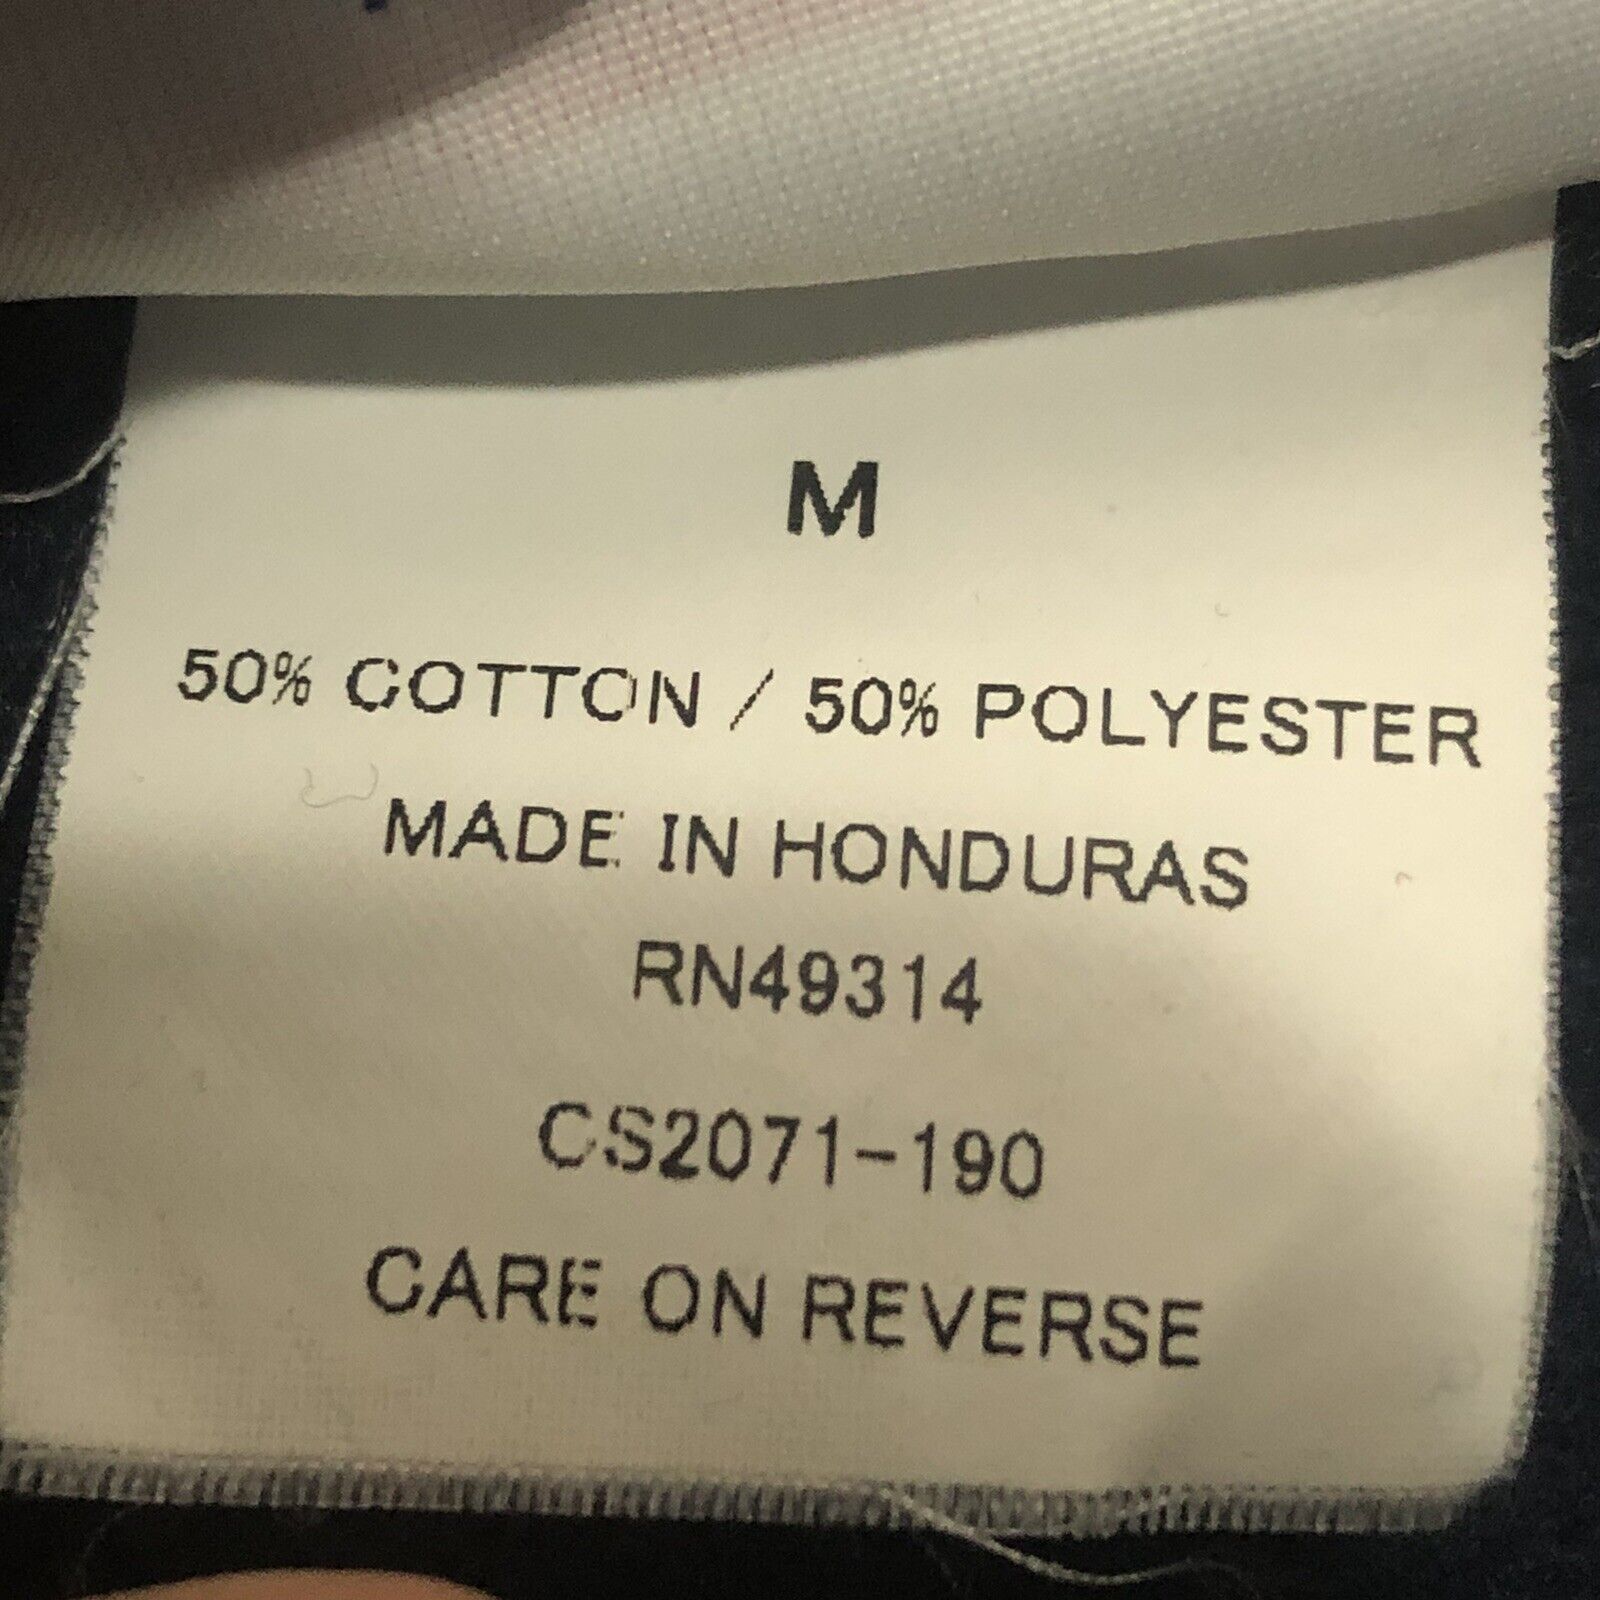 M
50% COTTON / 50% POLYESTER
MADE IN HONDURAS
RN49314
CS2071-190
CARE ON REVERSE